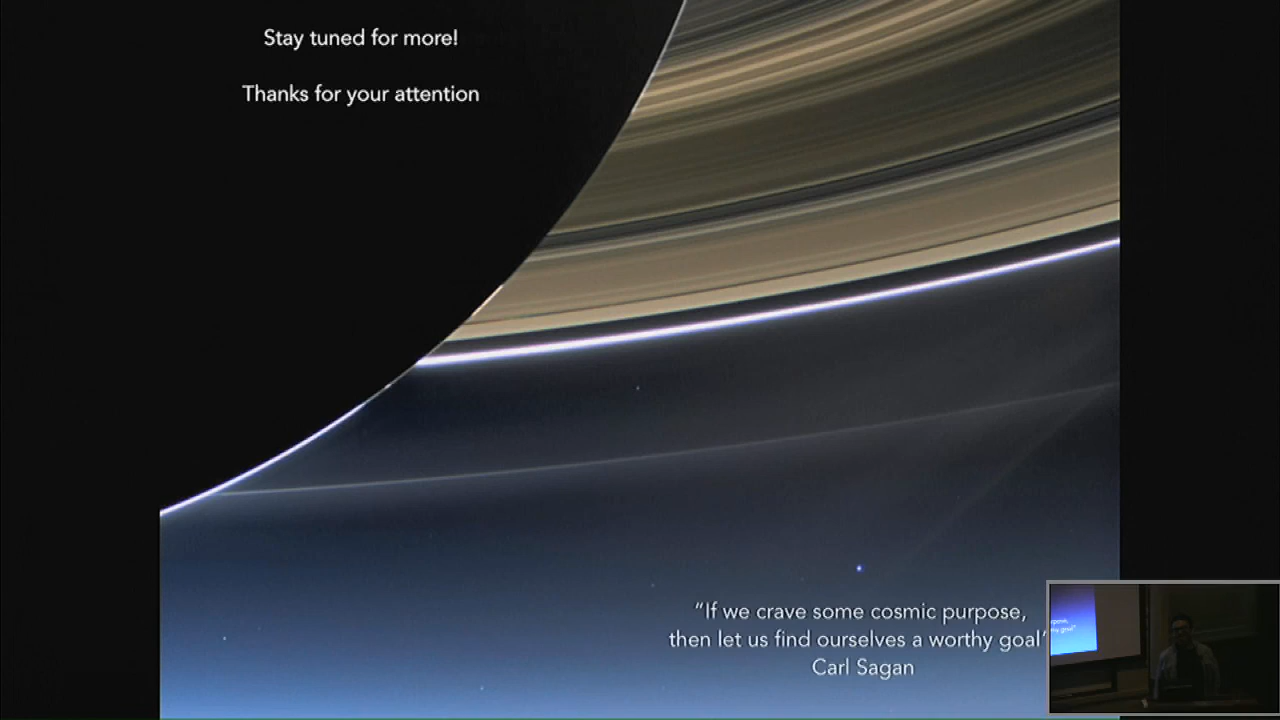 Stay tuned for more!
Thanks for your attention
“If we crave some cosmic purpose,
then let us find ourselves a worthy goal”
Carl Sagan